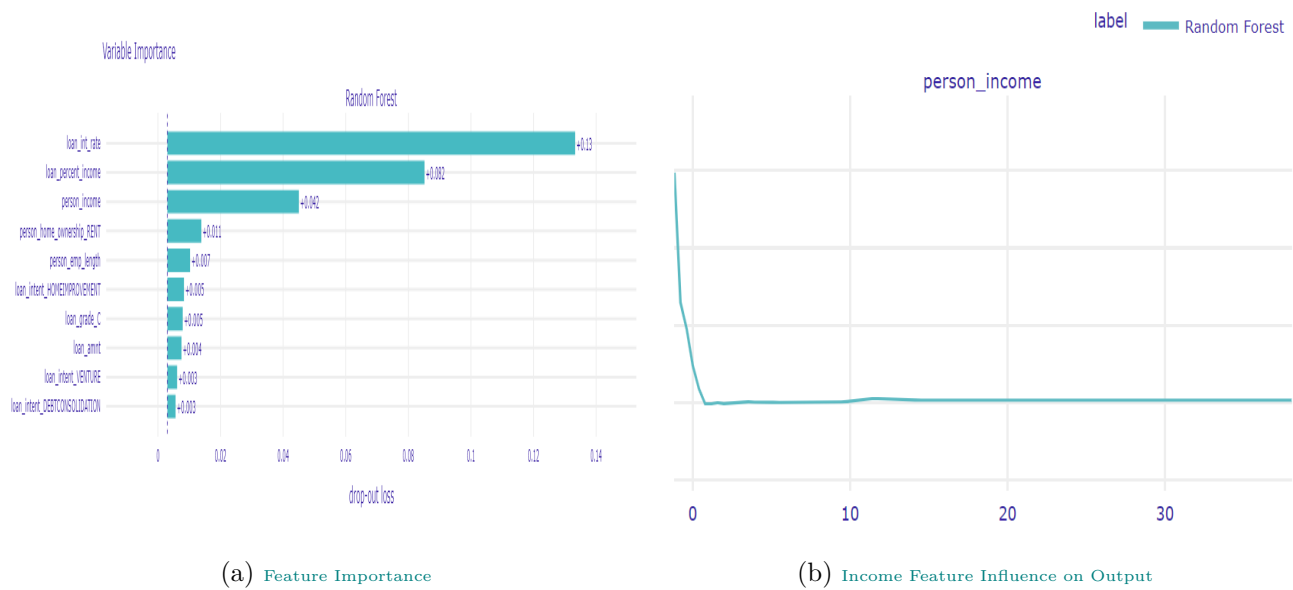 Variable Importance
Random Forest
loan_int_rate +0.13
loan_percent_income +0.082
person_income +0.042
person_home_ownership_RENT +0.011
person_emp_length +0.007
loan_intent_HOMEIMPROVEMENT +0.005
loan_grade_C +0.005
loan_amnt +0.004
loan_intent_VENTURE +0.003
loan_intent_DEBTCONSOLIDATION +0.003
0 0.02 0.04 0.06 0.08 0.1 0.12 0.14
drop-out loss
(a) Feature Importance
label Random Forest
person_income
0 10 20 30
(b) Income Feature Influence on Output